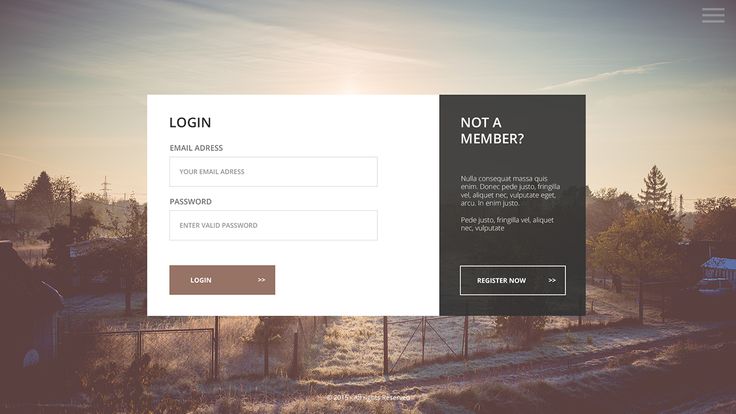 LOGIN
EMAIL ADRESS
YOUR EMAIL ADRESS
PASSWORD
ENTER VALID PASSWORD
LOGIN >>
NOT A
MEMBER?
Nulla consequat massa quis
enim. Donec pede justo, fringilla
vel, aliquet nec, vulputate eget,
arcu. In enim justo.
Pede justo, fringilla vel, aliquet
nec, vulputate
REGISTER NOW >>
© 2015 - All rights Reserved